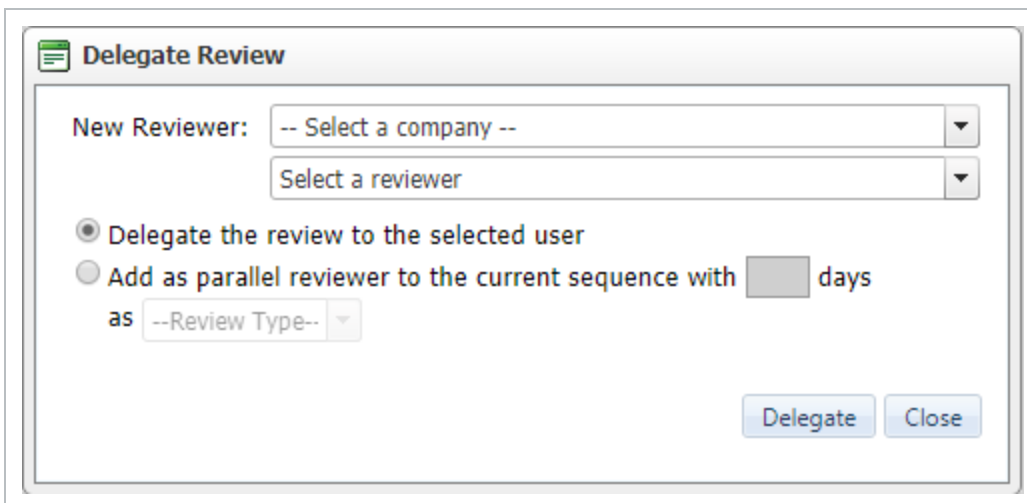 Delegate Review
New Reviewer: -- Select a company --
Select a reviewer
Delegate the review to the selected user
Add as parallel reviewer to the current sequence with days
as --Review Type--
Delegate Close